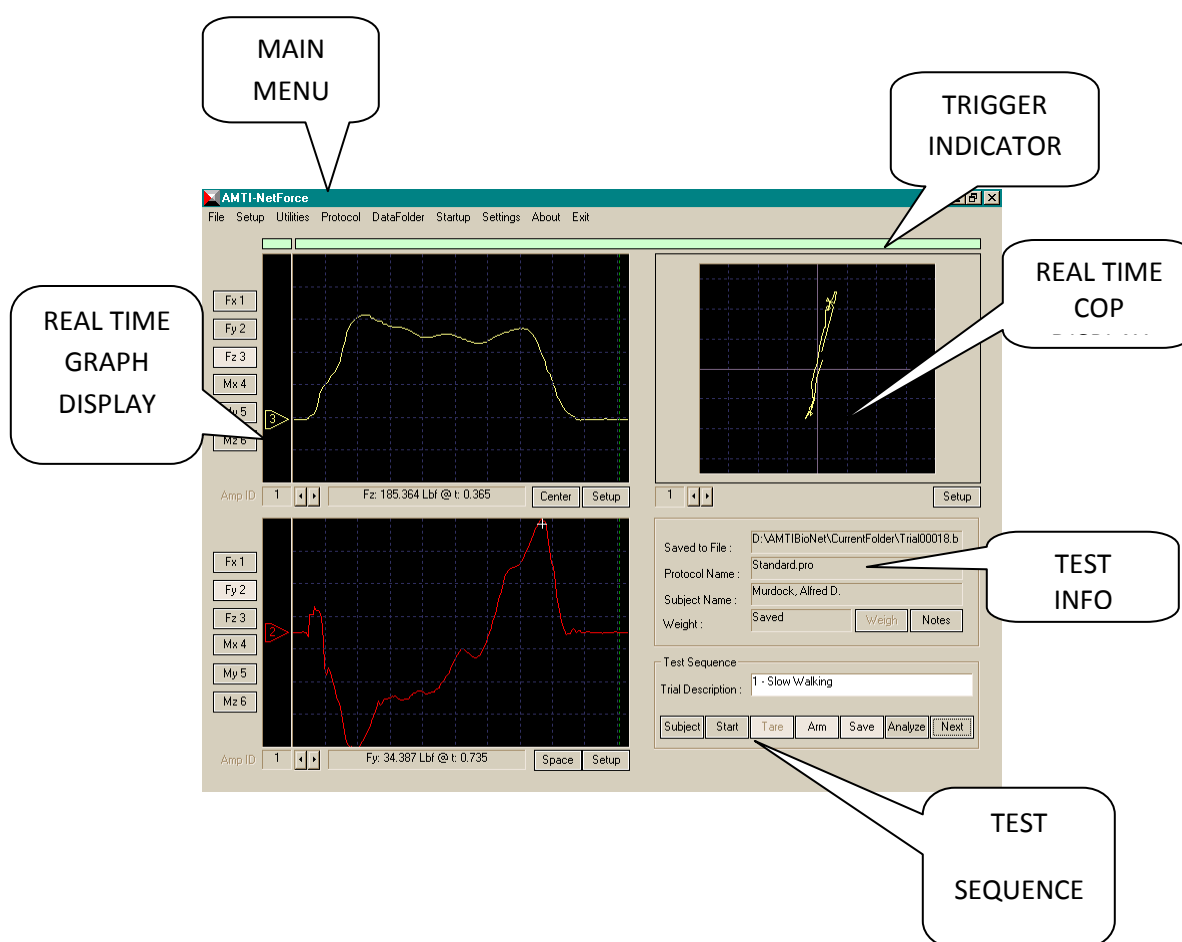 MAIN
MENU
TRIGGER
INDICATOR
AMTI-NetForce
File Setup Utilities Protocol DataFolder Startup Settings About Exit
REAL TIME
GRAPH
DISPLAY
REAL TIME
COP
Fx 1
Fy 2
Fz 3
Mx 4
My 5
Mz 6
3
Amp ID 1 Fz: 185.364 Lbf @ t: 0.365 Center Setup
1 Setup
Fx 1
Fy 2
Fz 3
Mx 4
My 5
Mz 6
2
Amp ID 1 Fy: 34.387 Lbf @ t: 0.735 Space Setup
Saved to File : D:\AMTIBioNet\CurrentFolder\Trial00018.b
Protocol Name : Standard.pro
Subject Name : Murdock, Alfred D.
Weight : Saved Weigh Notes
TEST
INFO
Test Sequence
Trial Description : 1 - Slow Walking
Subject Start Tare Arm Save Analyze Next
TEST
SEQUENCE